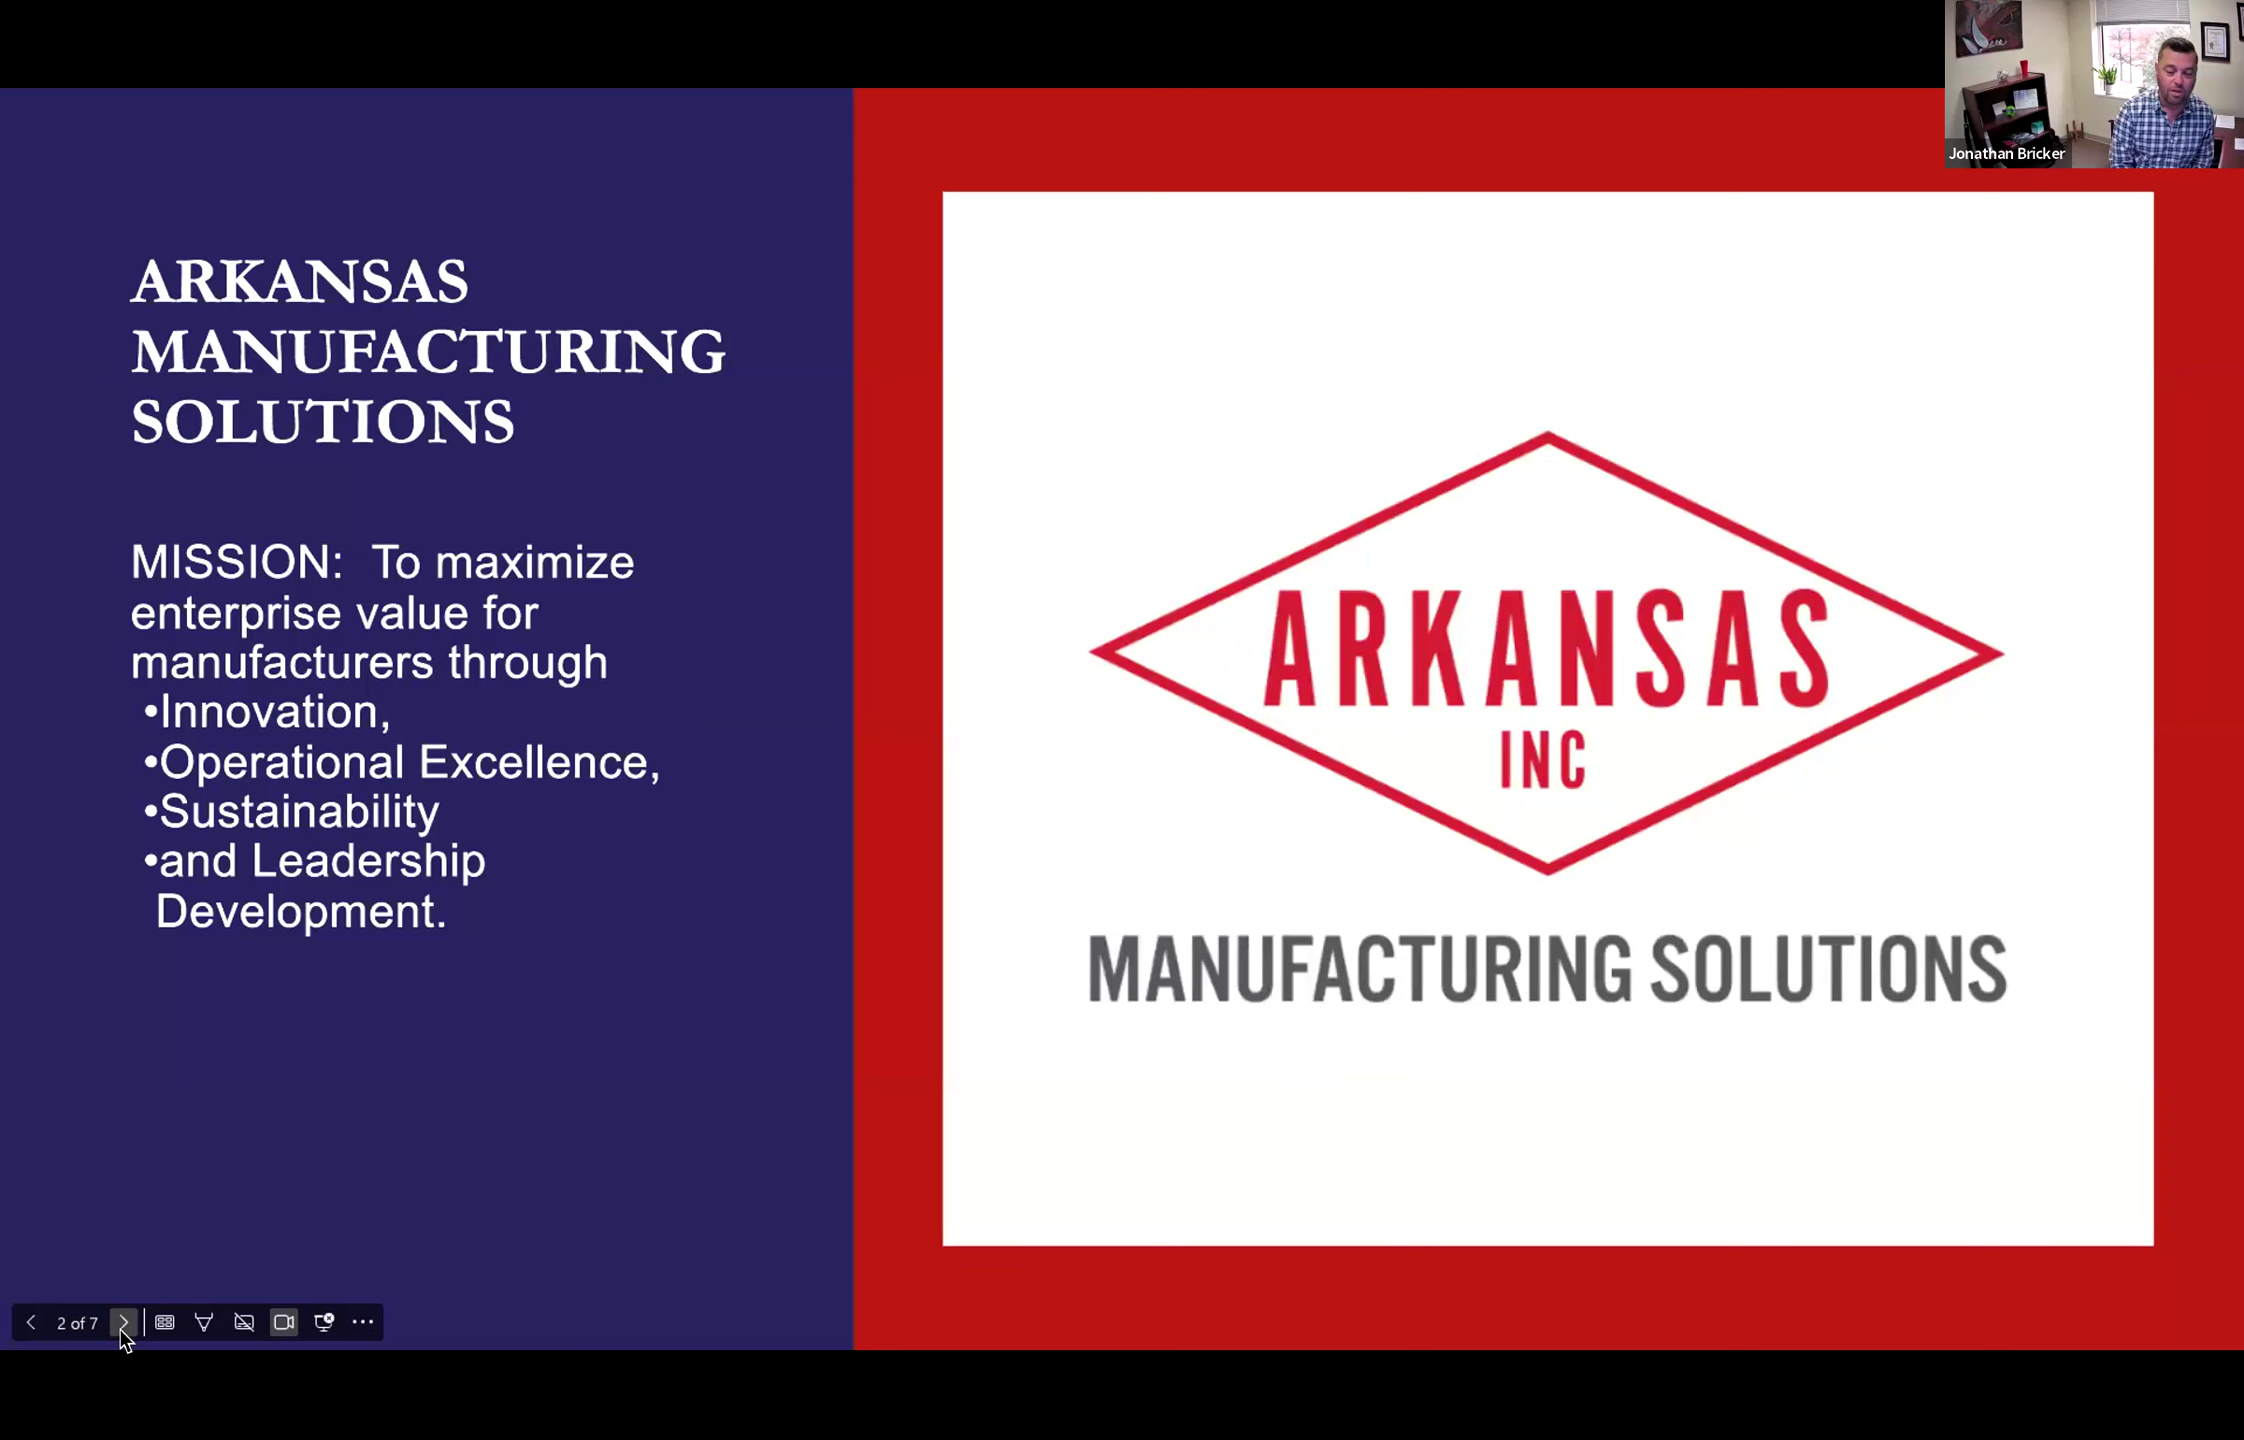 Jonathan Bricker
ARKANSAS
MANUFACTURING
SOLUTIONS
MISSION:  To maximize
enterprise value for
manufacturers through
•Innovation,
•Operational Excellence,
•Sustainability
•and Leadership
Development.
ARKANSAS
INC
MANUFACTURING SOLUTIONS
2 of 7